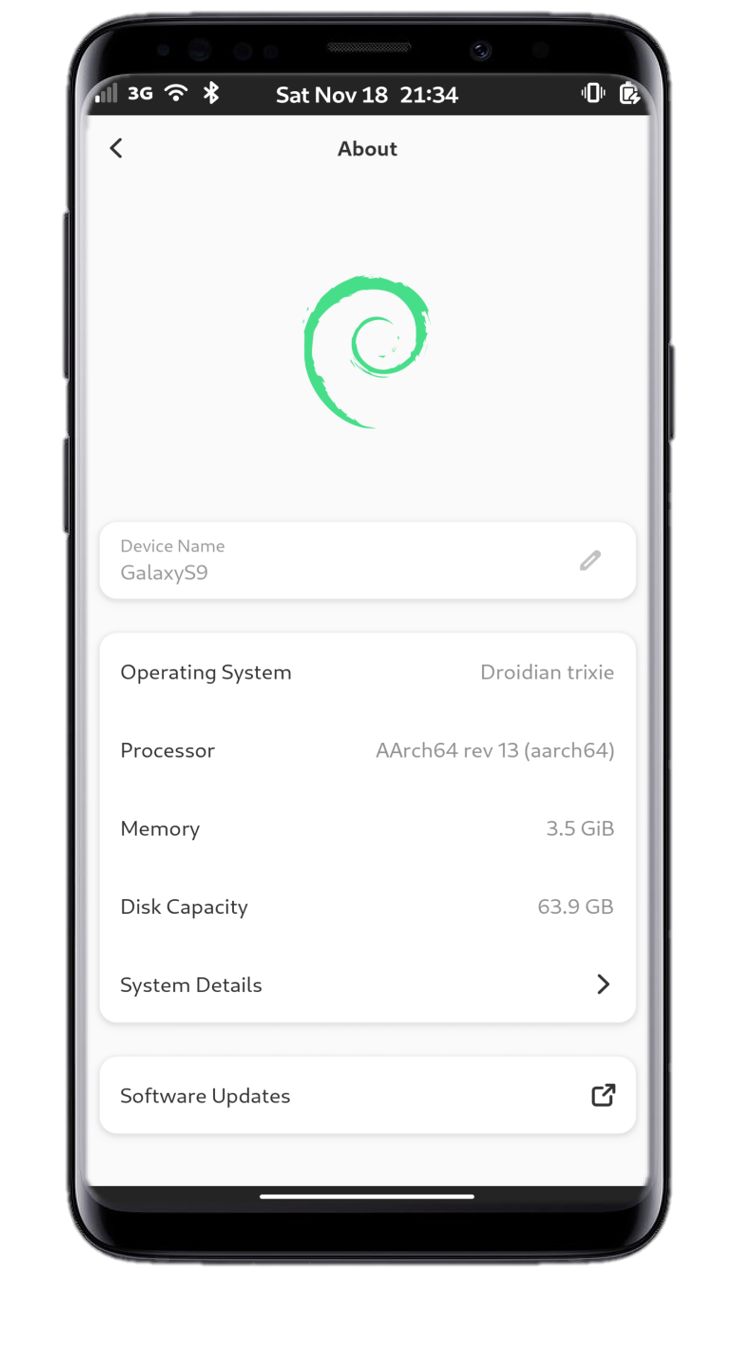 3G Sat Nov 18 21:34
About
Device Name
GalaxyS9
Operating System Droidian trixie
Processor AArch64 rev 13 (aarch64)
Memory 3.5 GiB
Disk Capacity 63.9 GB
System Details
Software Updates